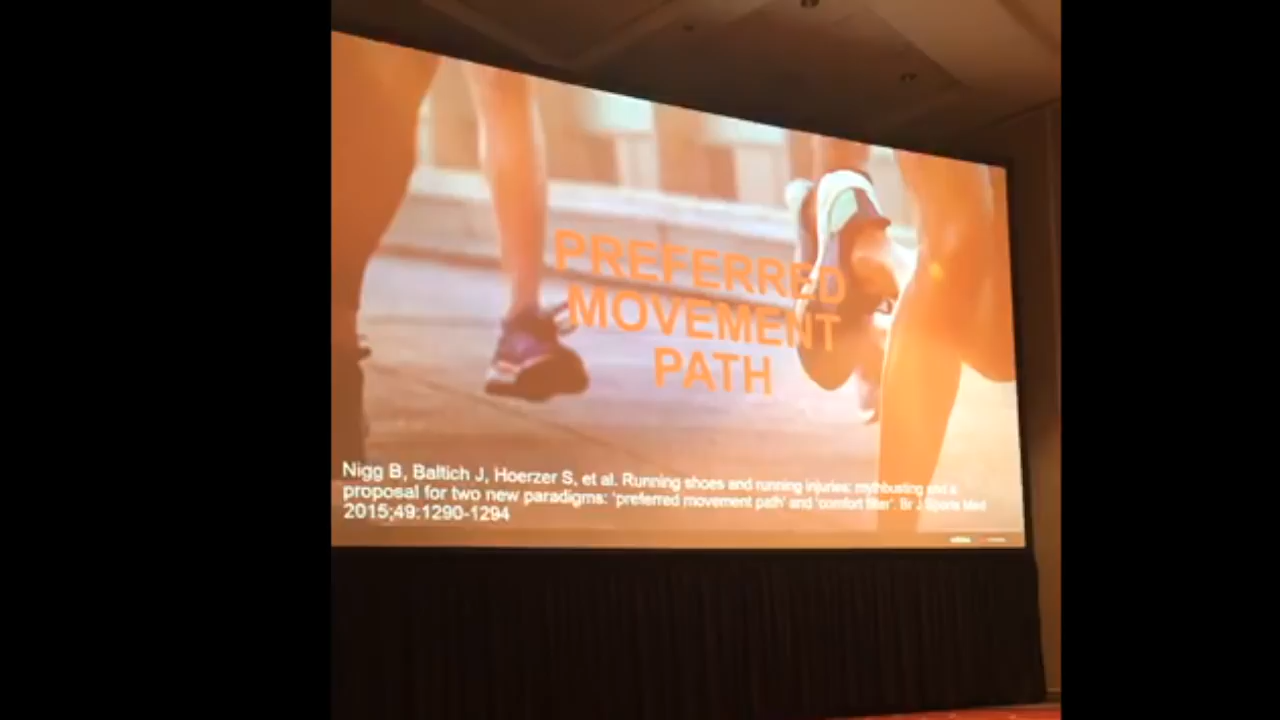 PREFERRED
MOVEMENT
PATH
Nigg B, Baltich J, Hoerzer S, et al. Running shoes and running injuries: mythbusting and a
proposal for two new paradigms: 'preferred movement path' and 'comfort filter'. Br J Sports Med
2015;49:1290-1294